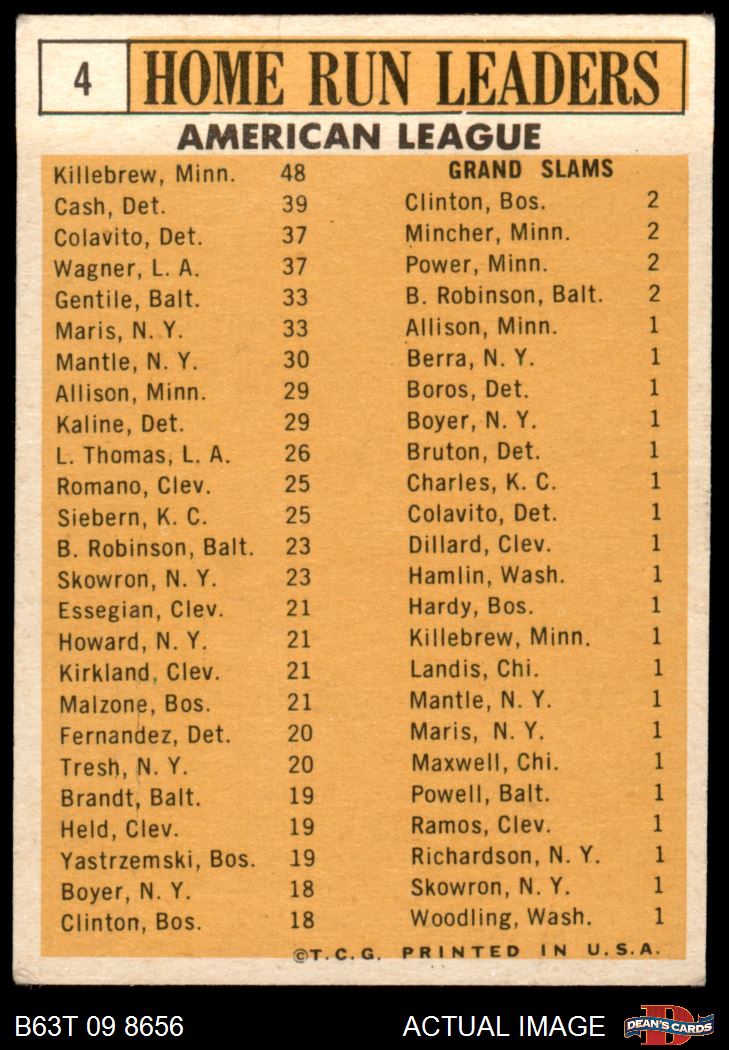 4 HOME RUN LEADERS
AMERICAN LEAGUE
Killebrew, Minn. 48
Cash, Det. 39
Colavito, Det. 37
Wagner, L. A. 37
Gentile, Balt. 33
Maris, N. Y. 33
Mantle, N. Y. 30
Allison, Minn. 29
Kaline, Det. 29
L. Thomas, L. A. 26
Romano, Clev. 25
Siebern, K. C. 25
B. Robinson, Balt. 23
Skowron, N. Y. 23
Essegian, Clev. 21
Howard, N. Y. 21
Kirkland, Clev. 21
Malzone, Bos. 21
Fernandez, Det. 20
Tresh, N. Y. 20
Brandt, Balt. 19
Held, Clev. 19
Yastrzemski, Bos. 19
Boyer, N. Y. 18
Clinton, Bos. 18
GRAND SLAMS
Clinton, Bos. 2
Mincher, Minn. 2
Power, Minn. 2
B. Robinson, Balt. 2
Allison, Minn. 1
Berra, N. Y. 1
Boros, Det. 1
Boyer, N. Y. 1
Bruton, Det. 1
Charles, K. C. 1
Colavito, Det. 1
Dillard, Clev. 1
Hamlin, Wash. 1
Hardy, Bos. 1
Killebrew, Minn. 1
Landis, Chi. 1
Mantle, N. Y. 1
Maris, N. Y. 1
Maxwell, Chi. 1
Powell, Balt. 1
Ramos, Clev. 1
Richardson, N. Y. 1
Skowron, N. Y. 1
Woodling, Wash. 1
©T.C.G. PRINTED IN U.S.A.
B63T 09 8656
ACTUAL IMAGE
D
DEAN'S CARDS